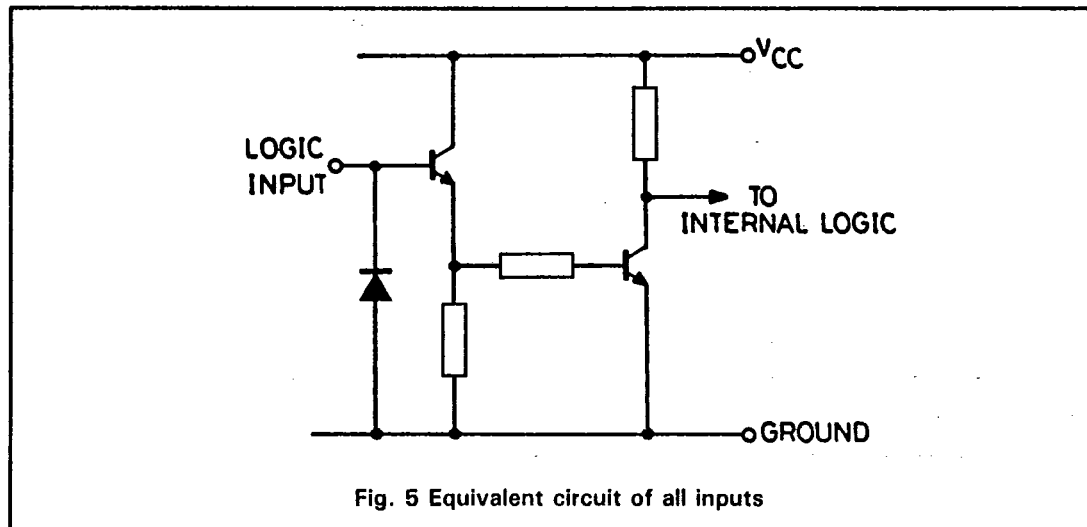 VCC
LOGIC
INPUT
TO
INTERNAL LOGIC
GROUND
Fig. 5 Equivalent circuit of all inputs